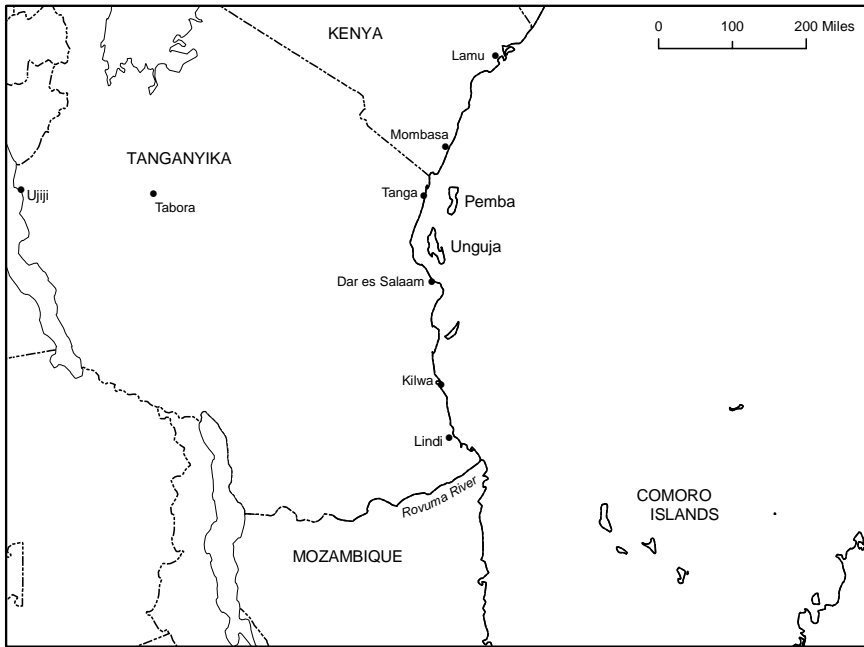 KENYA
0 100 200 Miles
Lamu
Mombasa
TANGANYIKA
Ujiji
Tabora
Tanga
Pemba
Unguja
Dar es Salaam
Kilwa
Lindi
Rovuma River
COMORO
ISLANDS
MOZAMBIQUE